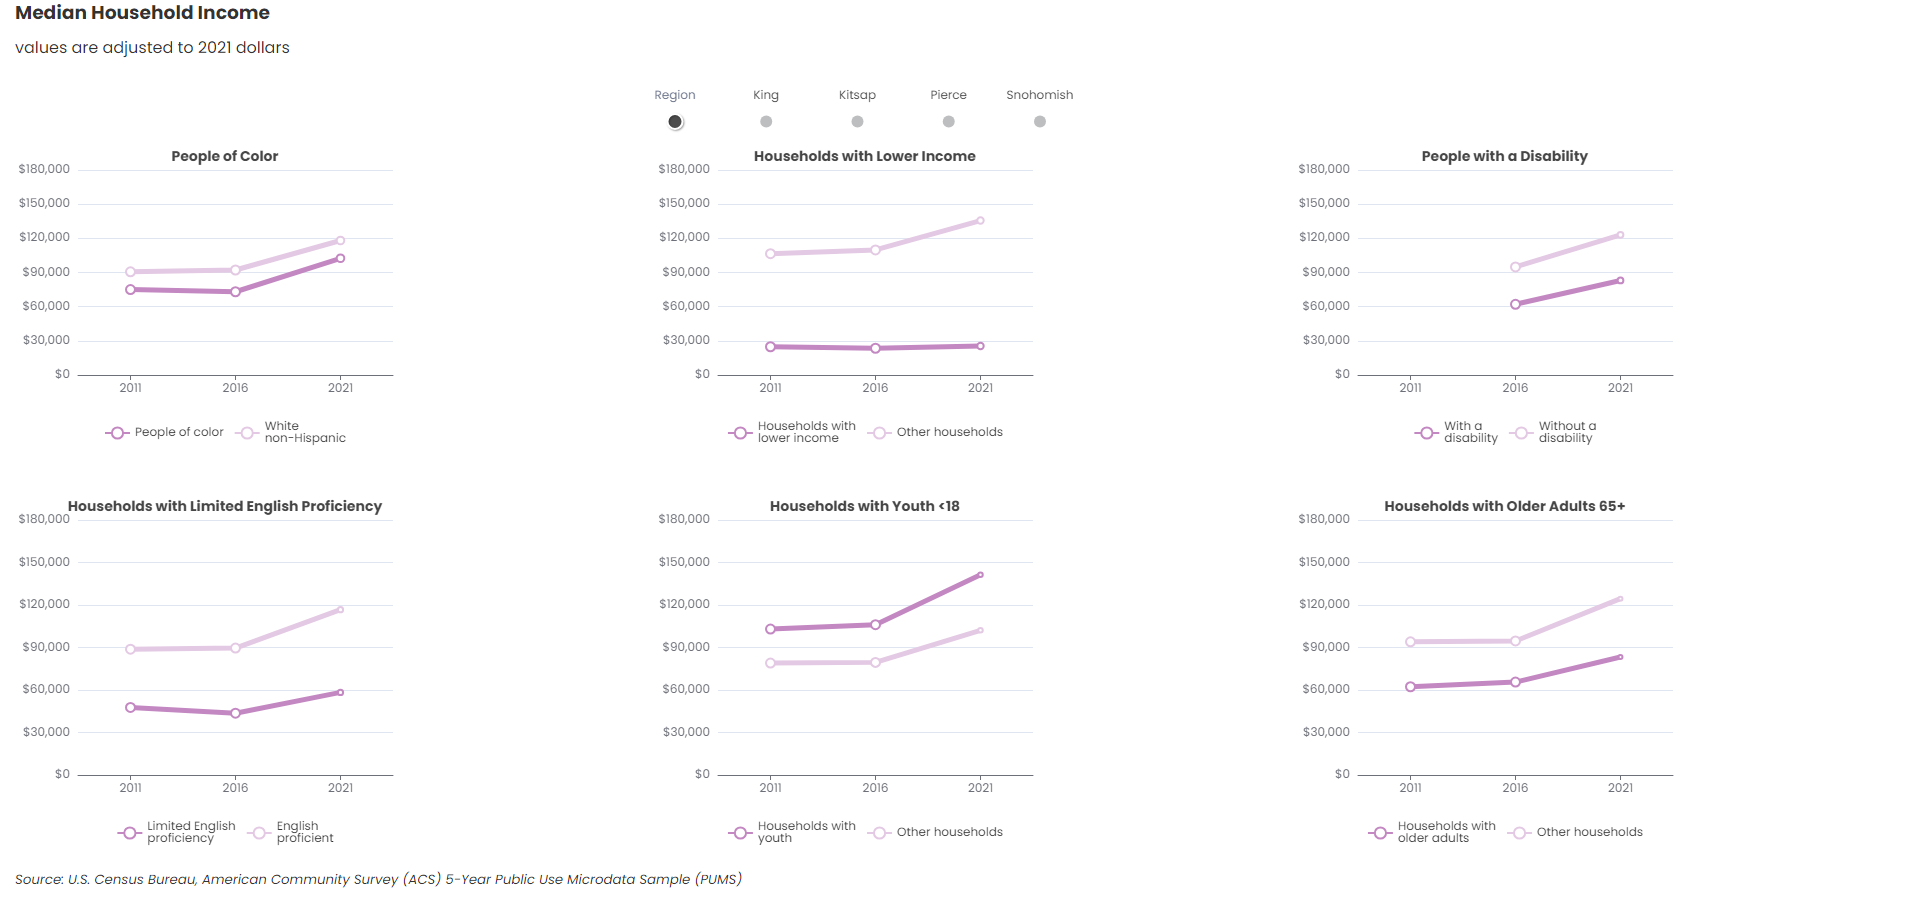 Median Household Income
values are adjusted to 2021 dollars
Region King Kitsap Pierce Snohomish
People of Color
$180,000
$150,000
$120,000
$90,000
$60,000
$30,000
$0
2011 2016 2021
People of color
White
non-Hispanic
Households with Lower Income
$180,000
$150,000
$120,000
$90,000
$60,000
$30,000
$0
2011 2016 2021
Households with
lower income
Other households
People with a Disability
$180,000
$150,000
$120,000
$90,000
$60,000
$30,000
$0
2011 2016 2021
With a
disability
Without a
disability
Households with Limited English Proficiency
$180,000
$150,000
$120,000
$90,000
$60,000
$30,000
$0
2011 2016 2021
Limited English
proficiency
English
proficient
Households with Youth <18
$180,000
$150,000
$120,000
$90,000
$60,000
$30,000
$0
2011 2016 2021
Households with
youth
Other households
Households with Older Adults 65+
$180,000
$150,000
$120,000
$90,000
$60,000
$30,000
$0
2011 2016 2021
Households with
older adults
Other households
Source: U.S. Census Bureau, American Community Survey (ACS) 5-Year Public Use Microdata Sample (PUMS)